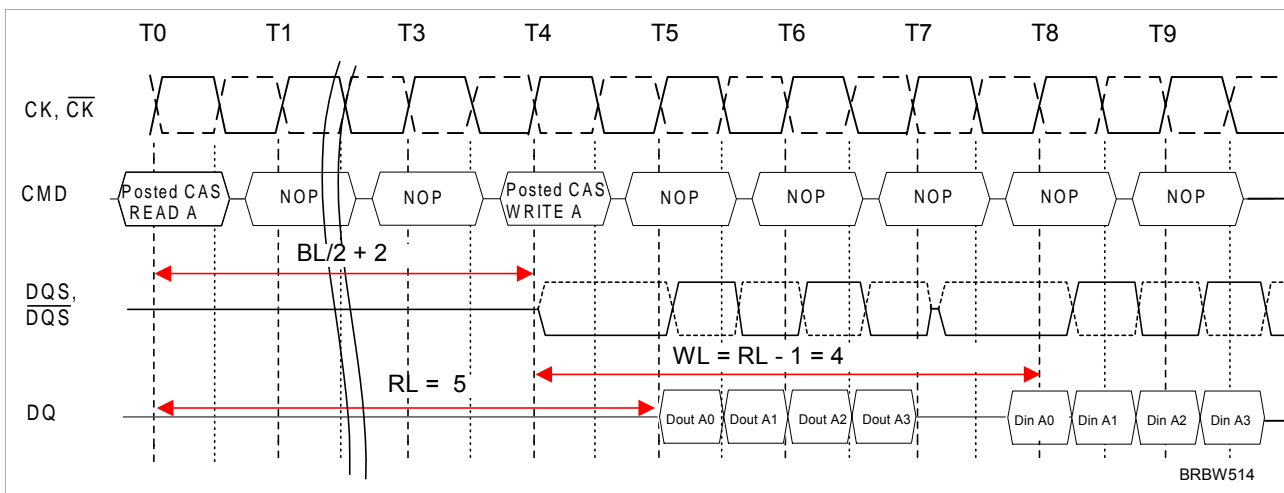 T0 T1 T3 T4 T5 T6 T7 T8 T9
CK, CK
CMD
Posted CAS
READ A
NOP
NOP
Posted CAS
WRITE A
NOP
NOP
NOP
NOP
NOP
BL/2 + 2
DQS,
DQS
WL = RL - 1 = 4
RL = 5
DQ
Dout A0 Dout A1 Dout A2 Dout A3 Din A0 Din A1 Din A2 Din A3
BRBW514